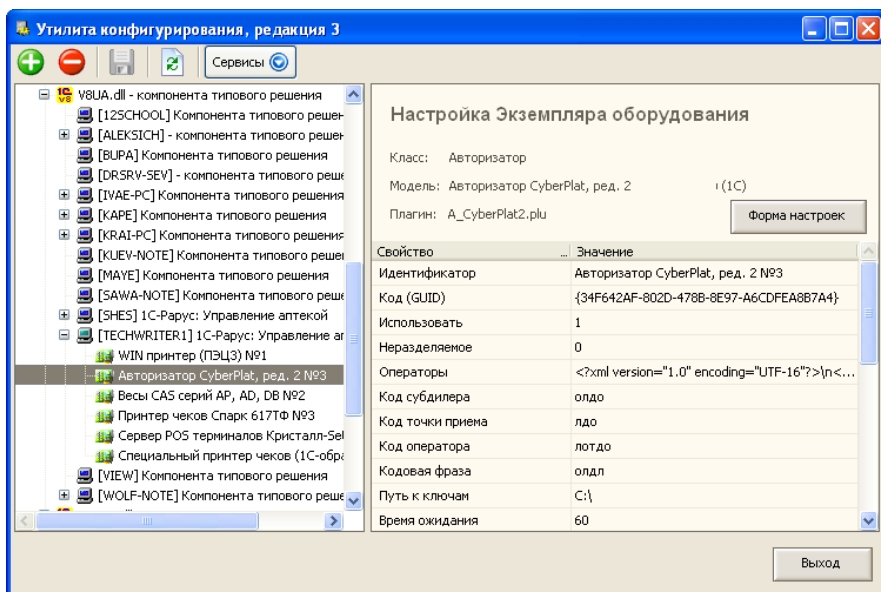 Утилита конфигурирования, редакция 3
Сервисы
V8UA.dll - компонента типового решения
[12SCHOOL] Компонента типового решен
[ALEKSICH] - компонента типового решен
[BUPA] Компонента типового решения
[DRSRV-SEV] - компонента типового реше
[IVAE-PC] Компонента типового решения
[KAPE] Компонента типового решения
[KRAI-PC] Компонента типового решения
[KUEV-NOTE] Компонента типового решен
[MAYE] Компонента типового решения
[SAWA-NOTE] Компонента типового реше
[SHES] 1С-Рарус: Управление аптекой
[TECHWRITER1] 1С-Рарус: Управление ап
WIN принтер (ПЭЦЗ) №1
Авторизатор CyberPlat, ред. 2 №3
Весы CAS серий AP, AD, DB №2
Принтер чеков Спарк 617ТФ №3
Сервер POS терминалов Кристалл-Se
Специальный принтер чеков (1С-обра
[VIEW] Компонента типового решения
[WOLF-NOTE] Компонента типового реше
Настройка Экземпляра оборудования
Класс: Авторизатор
Модель: Авторизатор CyberPlat, ред. 2 (1С)
Плагин: A_CyberPlat2.plu
Форма настроек
Свойство ... Значение
Идентификатор Авторизатор CyberPlat, ред. 2 №3
Код (GUID) {34F642AF-802D-478B-8E97-A6CDFEA8B7A4}
Использовать 1
Неразделяемое 0
Операторы <?xml version="1.0" encoding="UTF-16"?>\n<...
Код субдилера олдо
Код точки приема лдо
Код оператора лотдо
Кодовая фраза олдл
Путь к ключам C:\
Время ожидания 60
Выход